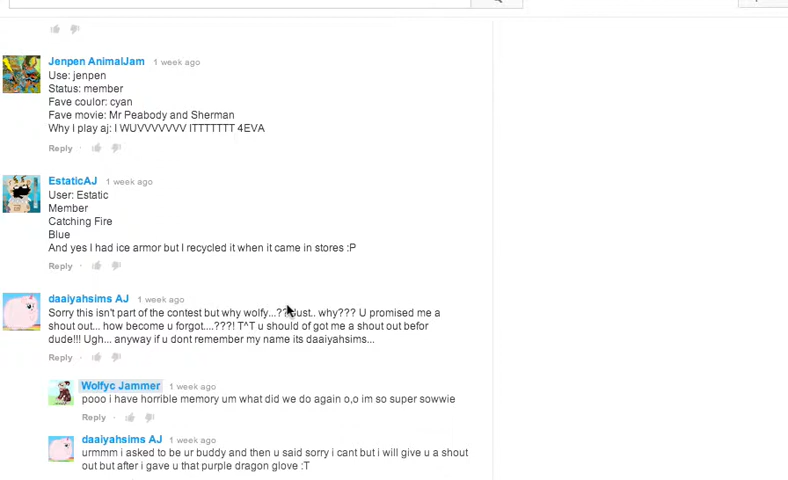 Jenpen AnimalJam 1 week ago
Use: jenpen
Status: member
Fave coulor: cyan
Fave movie: Mr Peabody and Sherman
Why I play aj: I WUVVVVVVV ITTTTTTT 4EVA
Reply
EstaticAJ 1 week ago
User: Estatic
Member
Catching Fire
Blue
And yes I had ice armor but I recycled it when it came in stores :P
Reply
daaiyahsims AJ 1 week ago
Sorry this isn't part of the contest but why wolfy...?? Just.. why??? U promised me a
shout out... how become u forgot....???! T^T u should of got me a shout out befor
dude!!! Ugh... anyway if u dont remember my name its daaiyahsims...
Reply
Wolfyc Jammer 1 week ago
pooo i have horrible memory um what did we do again o,o im so super sowwie
Reply
daaiyahsims AJ 1 week ago
urmmm i asked to be ur buddy and then u said sorry i cant but i will give u a shout
out but after i gave u that purple dragon glove :T